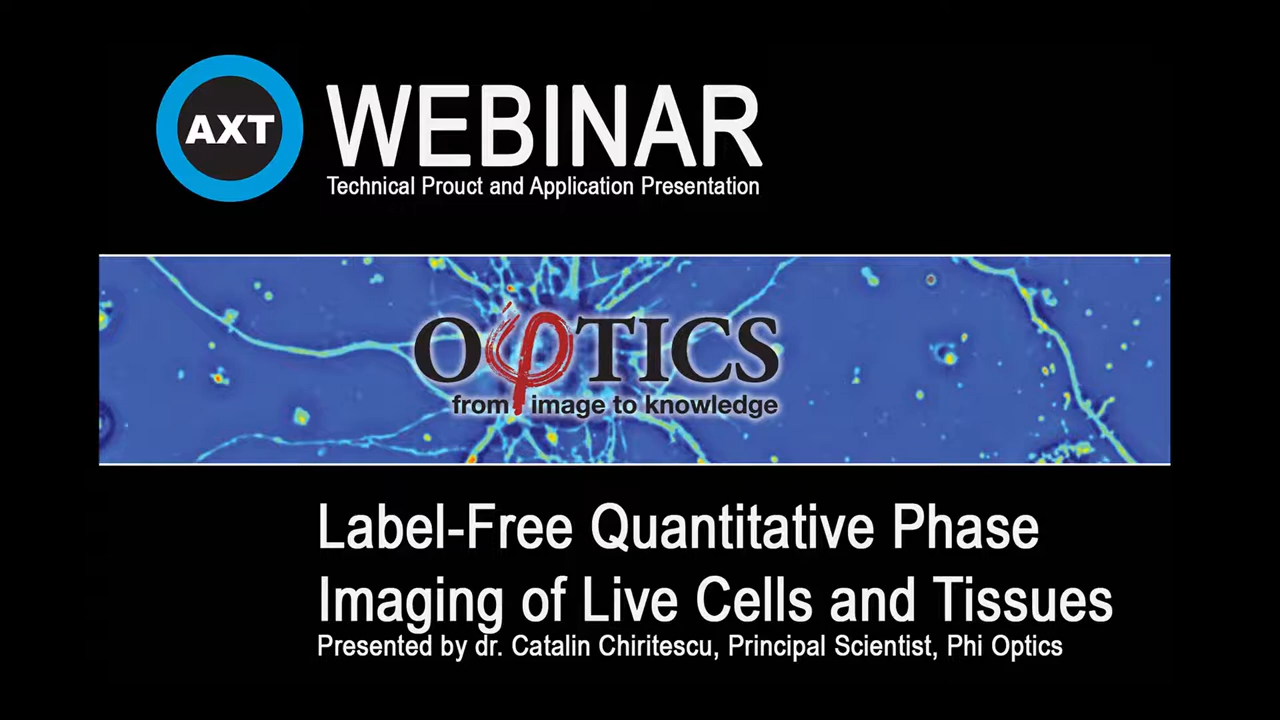 AXT
WEBINAR
Technical Prouct and Application Presentation
OφTICS
from image to knowledge
Label-Free Quantitative Phase
Imaging of Live Cells and Tissues
Presented by dr. Catalin Chiritescu, Principal Scientist, Phi Optics